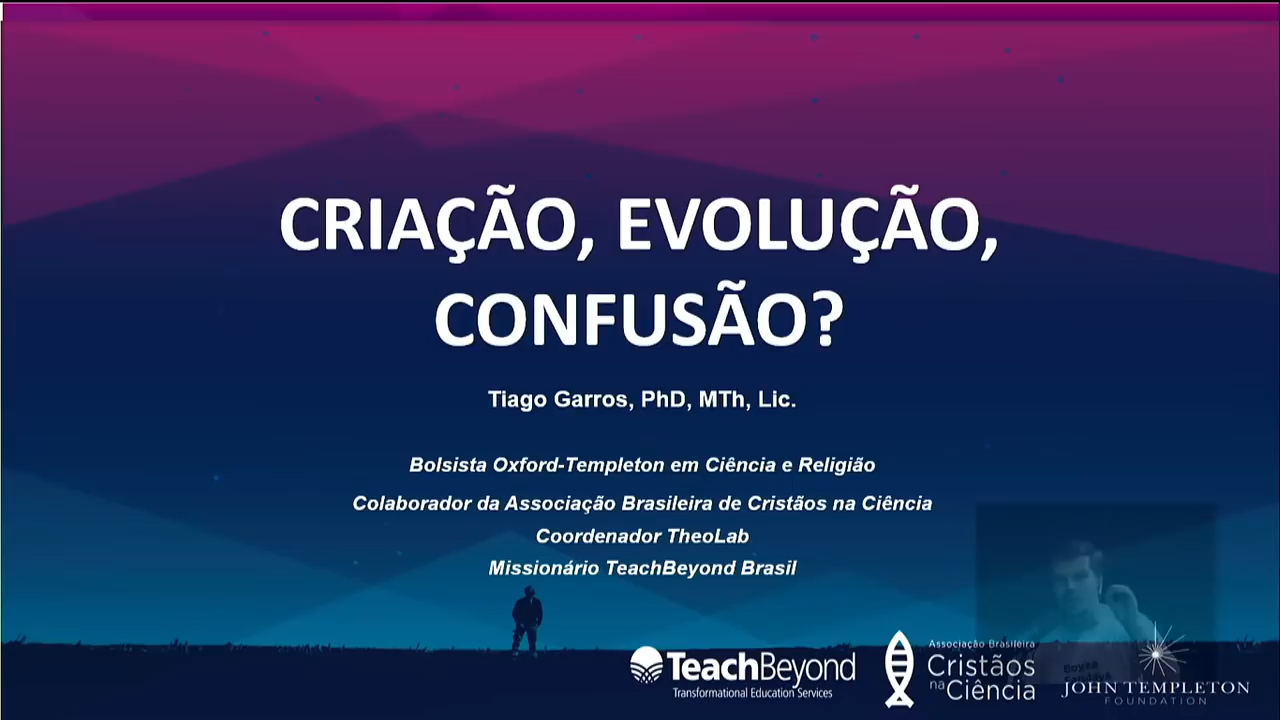 CRIAÇÃO, EVOLUÇÃO,
CONFUSÃO?
Tiago Garros, PhD, MTh, Lic.
Bolsista Oxford-Templeton em Ciência e Religião
Colaborador da Associação Brasileira de Cristãos na Ciência
Coordenador TheoLab
Missionário TeachBeyond Brasil
TeachBeyond
Transformational Education Services
Associação Brasileira
Cristãos
na Ciência
JOHN TEMPLETON
FOUNDATION